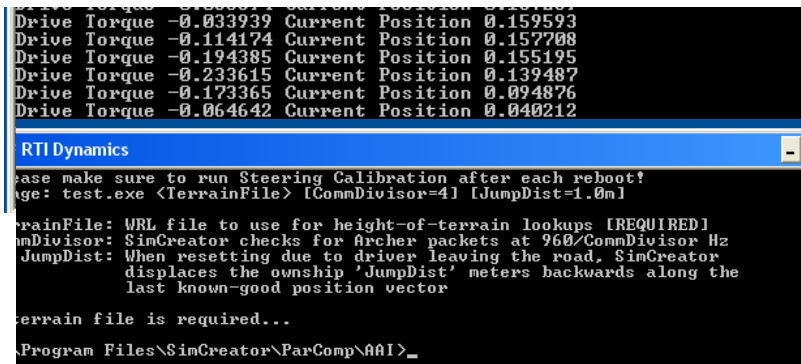 Drive Torque -0.033939 Current Position 0.159593
Drive Torque -0.114174 Current Position 0.157708
Drive Torque -0.194385 Current Position 0.155195
Drive Torque -0.233615 Current Position 0.139487
Drive Torque -0.173365 Current Position 0.094876
Drive Torque -0.064642 Current Position 0.040212
RTI Dynamics
ease make sure to run Steering Calibration after each reboot!
age: test.exe <TerrainFile> [CommDivisor=4] [JumpDist=1.0m]
rrainFile: WRL file to use for height-of-terrain lookups [REQUIRED]
mmDivisor: SimCreator checks for Archer packets at 960/CommDivisor Hz
JumpDist: When resetting due to driver leaving the road, SimCreator
displaces the ownship 'JumpDist' meters backwards along the
last known-good position vector
terrain file is required...
\Program Files\SimCreator\ParComp\AAI>_